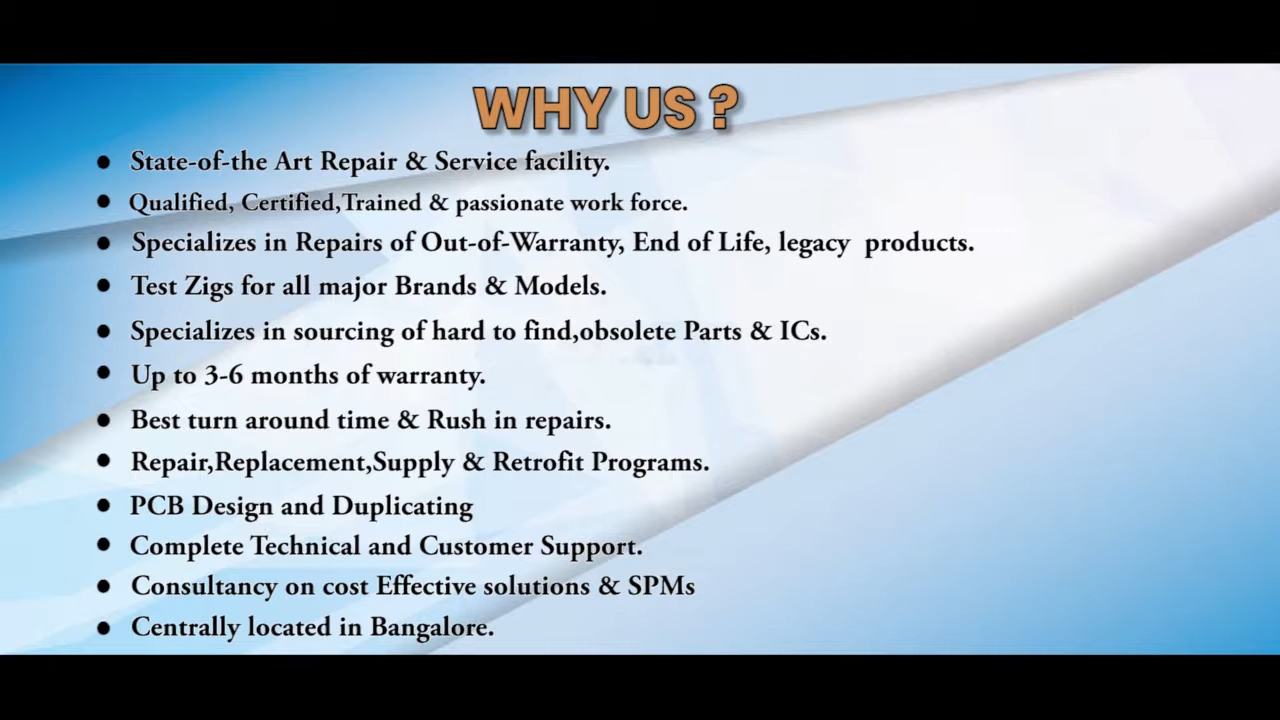 WHY US ?
● State-of-the Art Repair & Service facility.
● Qualified, Certified,Trained & passionate work force.
● Specializes in Repairs of Out-of-Warranty, End of Life, legacy products.
● Test Zigs for all major Brands & Models.
● Specializes in sourcing of hard to find,obsolete Parts & ICs.
● Up to 3-6 months of warranty.
● Best turn around time & Rush in repairs.
● Repair,Replacement,Supply & Retrofit Programs.
● PCB Design and Duplicating
● Complete Technical and Customer Support.
● Consultancy on cost Effective solutions & SPMs
● Centrally located in Bangalore.